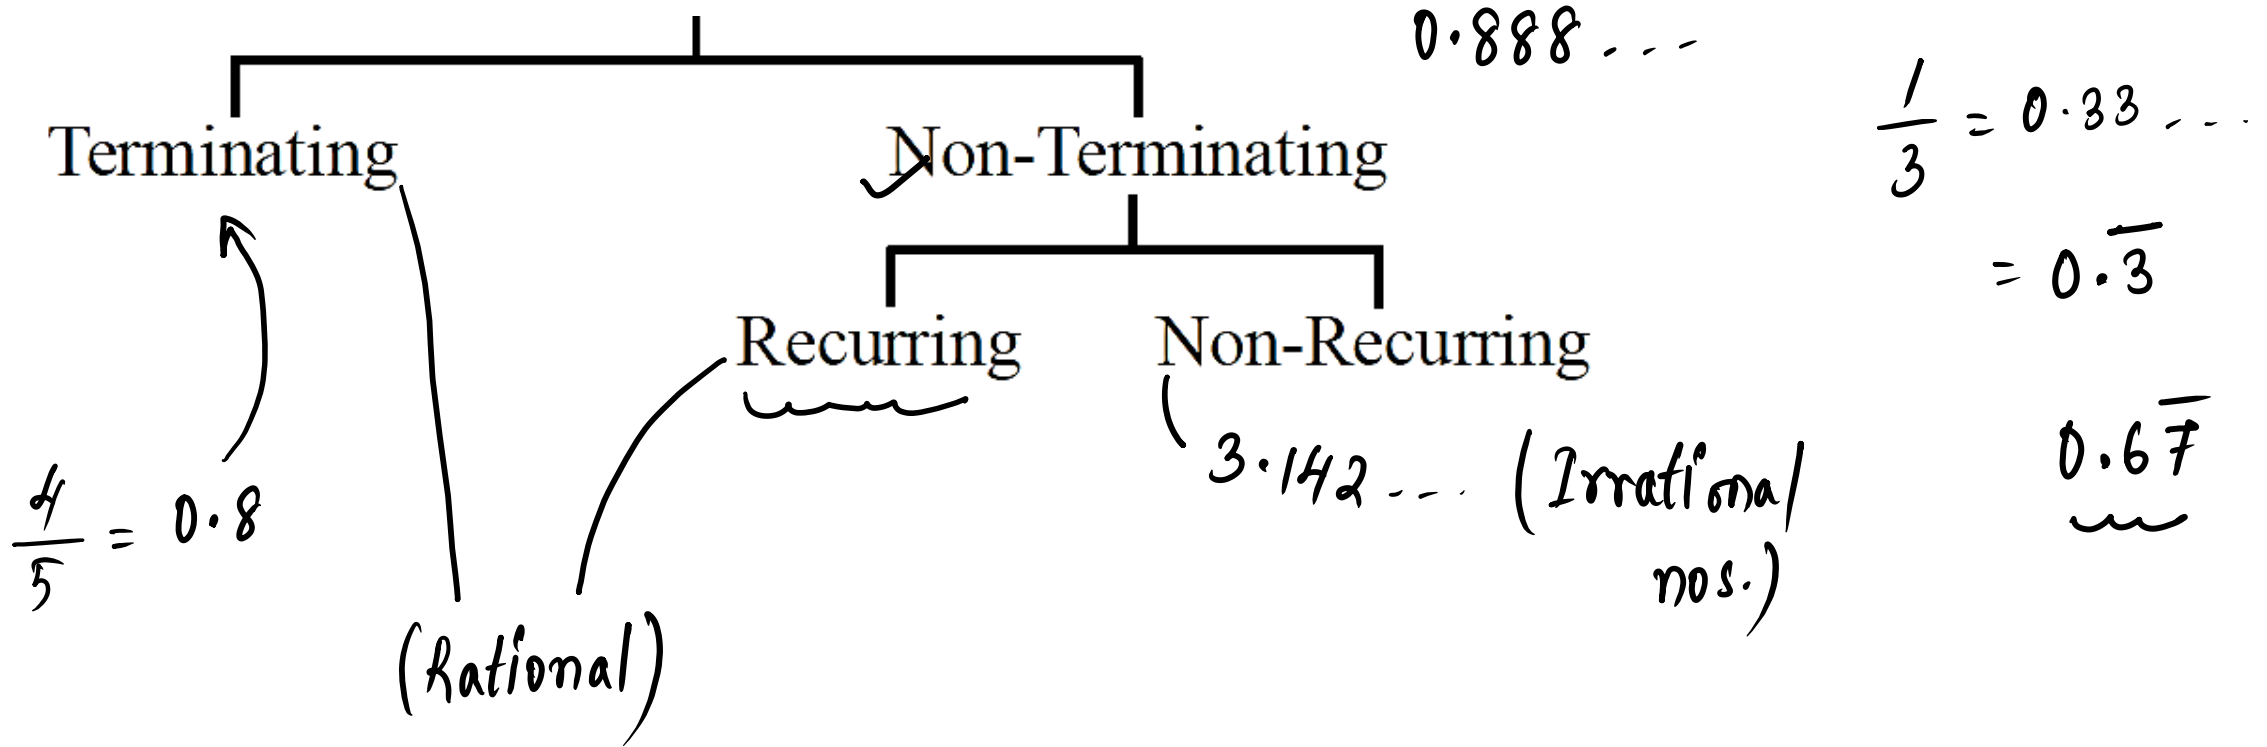 0.888 ...
1/3 = 0.33 ....
Terminating
Non-Terminating
= 0.3̅
Recurring
Non-Recurring
0.67̅
3.142 ... (Irrational
nos.)
4/5 = 0.8
(Rational)